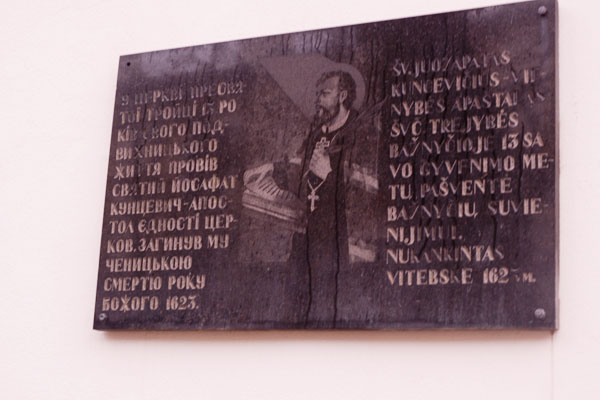 У ЦЕРКВІ ПРЕСВЯ
ТОЇ ТРОЙЦІ 13 РО
КІВ СВОГО ПОД-
ВИЖНИЦЬКОГО
ЖИТТЯ ПРОВІВ
СВЯТИЙ ЙОСАФАТ
КУНЦЕВИЧ-АПОС-
ТОЛ ЄДНОСТІ ЦЕР-
КОВ. ЗАГИНУВ МУ
ЧЕНИЦЬКОЮ
СМЕРТЮ РОКУ
БОЖОГО 1623.
ŠV. JUOZAPATAS
KUNCEVIČIUS-VIE
NYBĖS APAŠTALAS
ŠVČ. TREJYBĖS
BAŽNYČIOJE 13 SA
VO GYVENIMO ME
TŲ PAŠVENTĖ
BAŽNYČIŲ SUVIE
NIJIMUI.
NUKANKINTAS
VITEBSKE 1623 m.